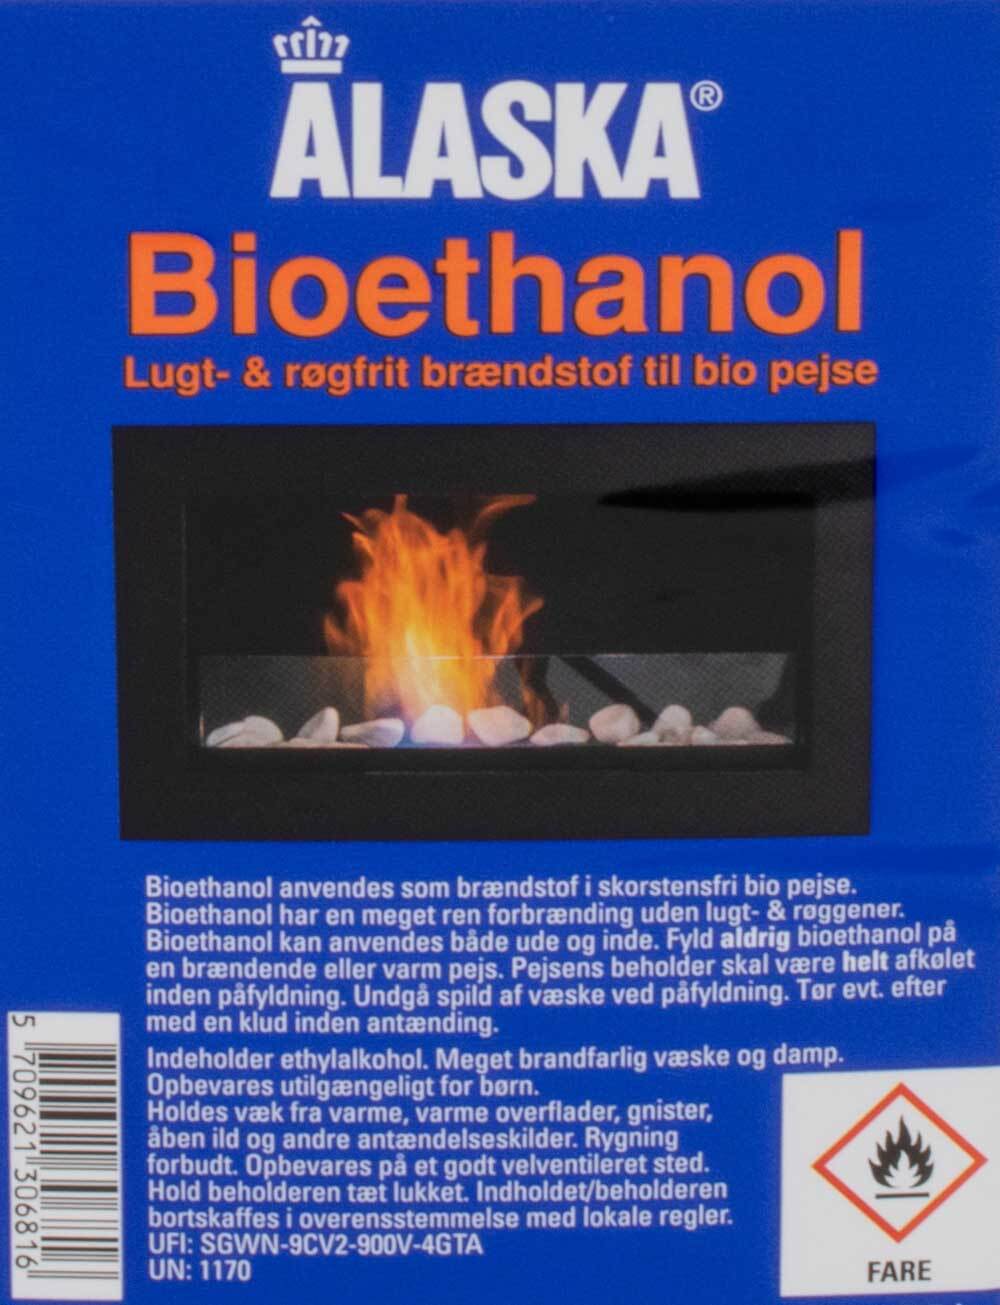 ALASKA®
Bioethanol
Lugt- & røgfrit brændstof til bio pejse
Bioethanol anvendes som brændstof i skorstensfri bio pejse.
Bioethanol har en meget ren forbrænding uden lugt- & røggener.
Bioethanol kan anvendes både ude og inde. Fyld aldrig bioethanol på
en brændende eller varm pejs. Pejsens beholder skal være helt afkølet
inden påfyldning. Undgå spild af væske ved påfyldning. Tør evt. efter
med en klud inden antænding.
Indeholder ethylalkohol. Meget brandfarlig væske og damp.
Opbevares utilgængeligt for børn.
Holdes væk fra varme, varme overflader, gnister,
åben ild og andre antændelseskilder. Rygning
forbudt. Opbevares på et godt velventileret sted.
Hold beholderen tæt lukket. Indholdet/beholderen
bortskaffes i overensstemmelse med lokale regler.
UFI: SGWN-9CV2-900V-4GTA
UN: 1170
5 709621 306816
FARE